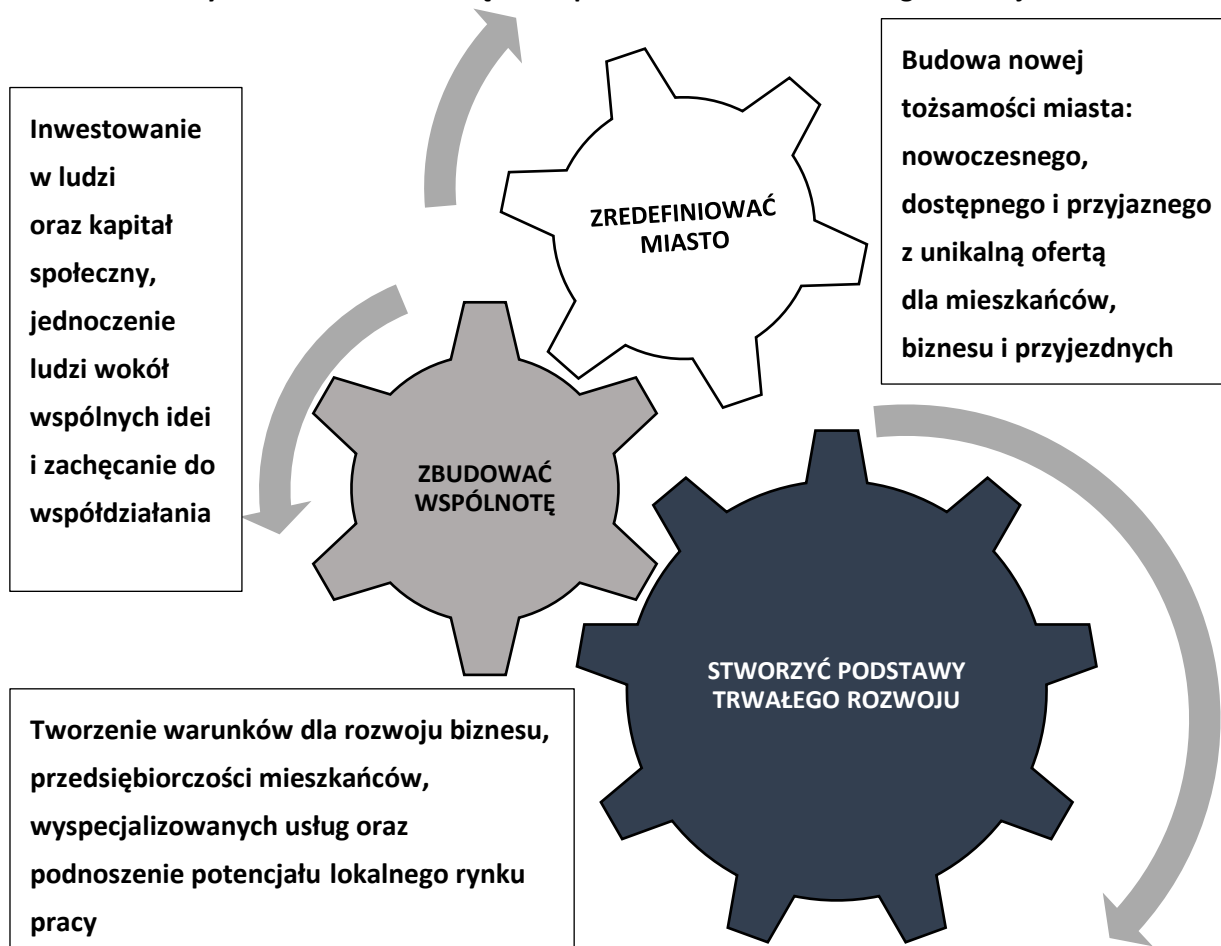 Budowa nowej
tożsamości miasta:
nowoczesnego,
dostępnego i przyjaznego
z unikalną ofertą
dla mieszkańców,
biznesu i przyjezdnych
Inwestowanie
w ludzi
oraz kapitał
społeczny,
jednoczenie
ludzi wokół
wspólnych idei
i zachęcanie do
współdziałania
ZREDEFINIOWAĆ
MIASTO
ZBUDOWAĆ
WSPÓLNOTĘ
STWORZYĆ PODSTAWY
TRWAŁEGO ROZWOJU
Tworzenie warunków dla rozwoju biznesu,
przedsiębiorczości mieszkańców,
wyspecjalizowanych usług oraz
podnoszenie potencjału lokalnego rynku
pracy